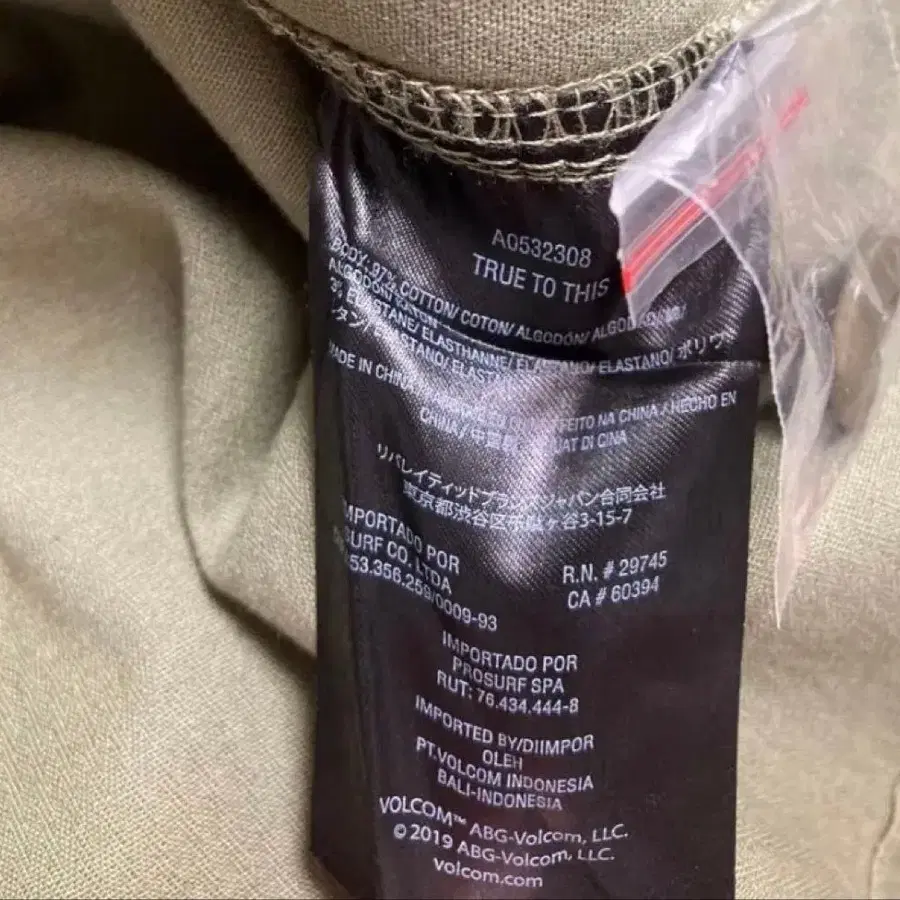 A0532308
TRUE TO THIS
BODY: 97% COTTON/ COTON/ ALGODÓN/ ALGODÃO/
ALGODÓN/
3% ELASTANE/ ELASTHANNE/ ELASTANO/ ELASTANO/ ポリウ
レタン/ ELASTANO/
MADE IN CHINA
FEITO NA CHINA / HECHO EN
CHINA/ 中国製 CINA
リバレイティッドブランズジャパン合同会社
東京都渋谷区千駄ヶ谷3-15-7
IMPORTADO POR
SURF CO. LTDA
53.356.259/0009-93
R.N. # 29745
CA # 60394
IMPORTADO POR
PROSURF SPA
RUT: 76.434.444-8
IMPORTED BY/DIIMPOR
OLEH
PT.VOLCOM INDONESIA
BALI-INDONESIA
VOLCOM™ ABG-Volcom, LLC.
© 2019 ABG-Volcom, LLC.
volcom.com